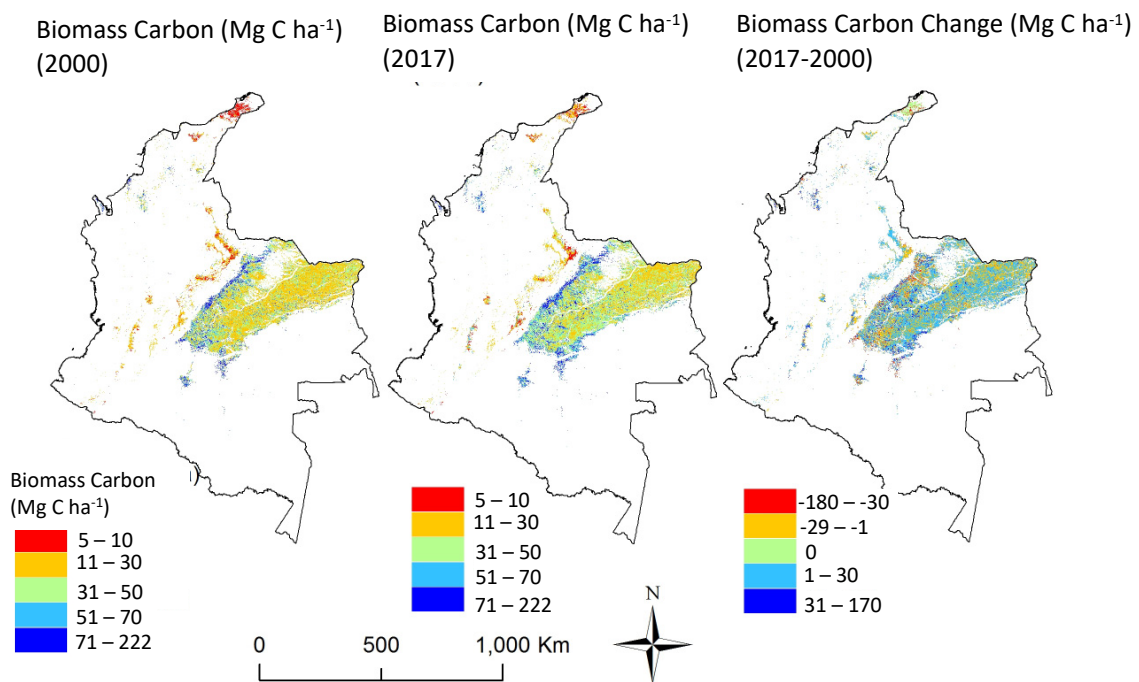 Biomass Carbon (Mg C ha⁻¹)
(2000)
Biomass Carbon (Mg C ha⁻¹)
(2017)
Biomass Carbon Change (Mg C ha⁻¹)
(2017-2000)
Biomass Carbon )
(Mg C ha⁻¹)
5 – 10
11 – 30
31 – 50
51 – 70
71 – 222
5 – 10
11 – 30
31 – 50
51 – 70
71 – 222
-180 – -30
-29 – -1
0
1 – 30
31 – 170
0 500 1,000 Km
N